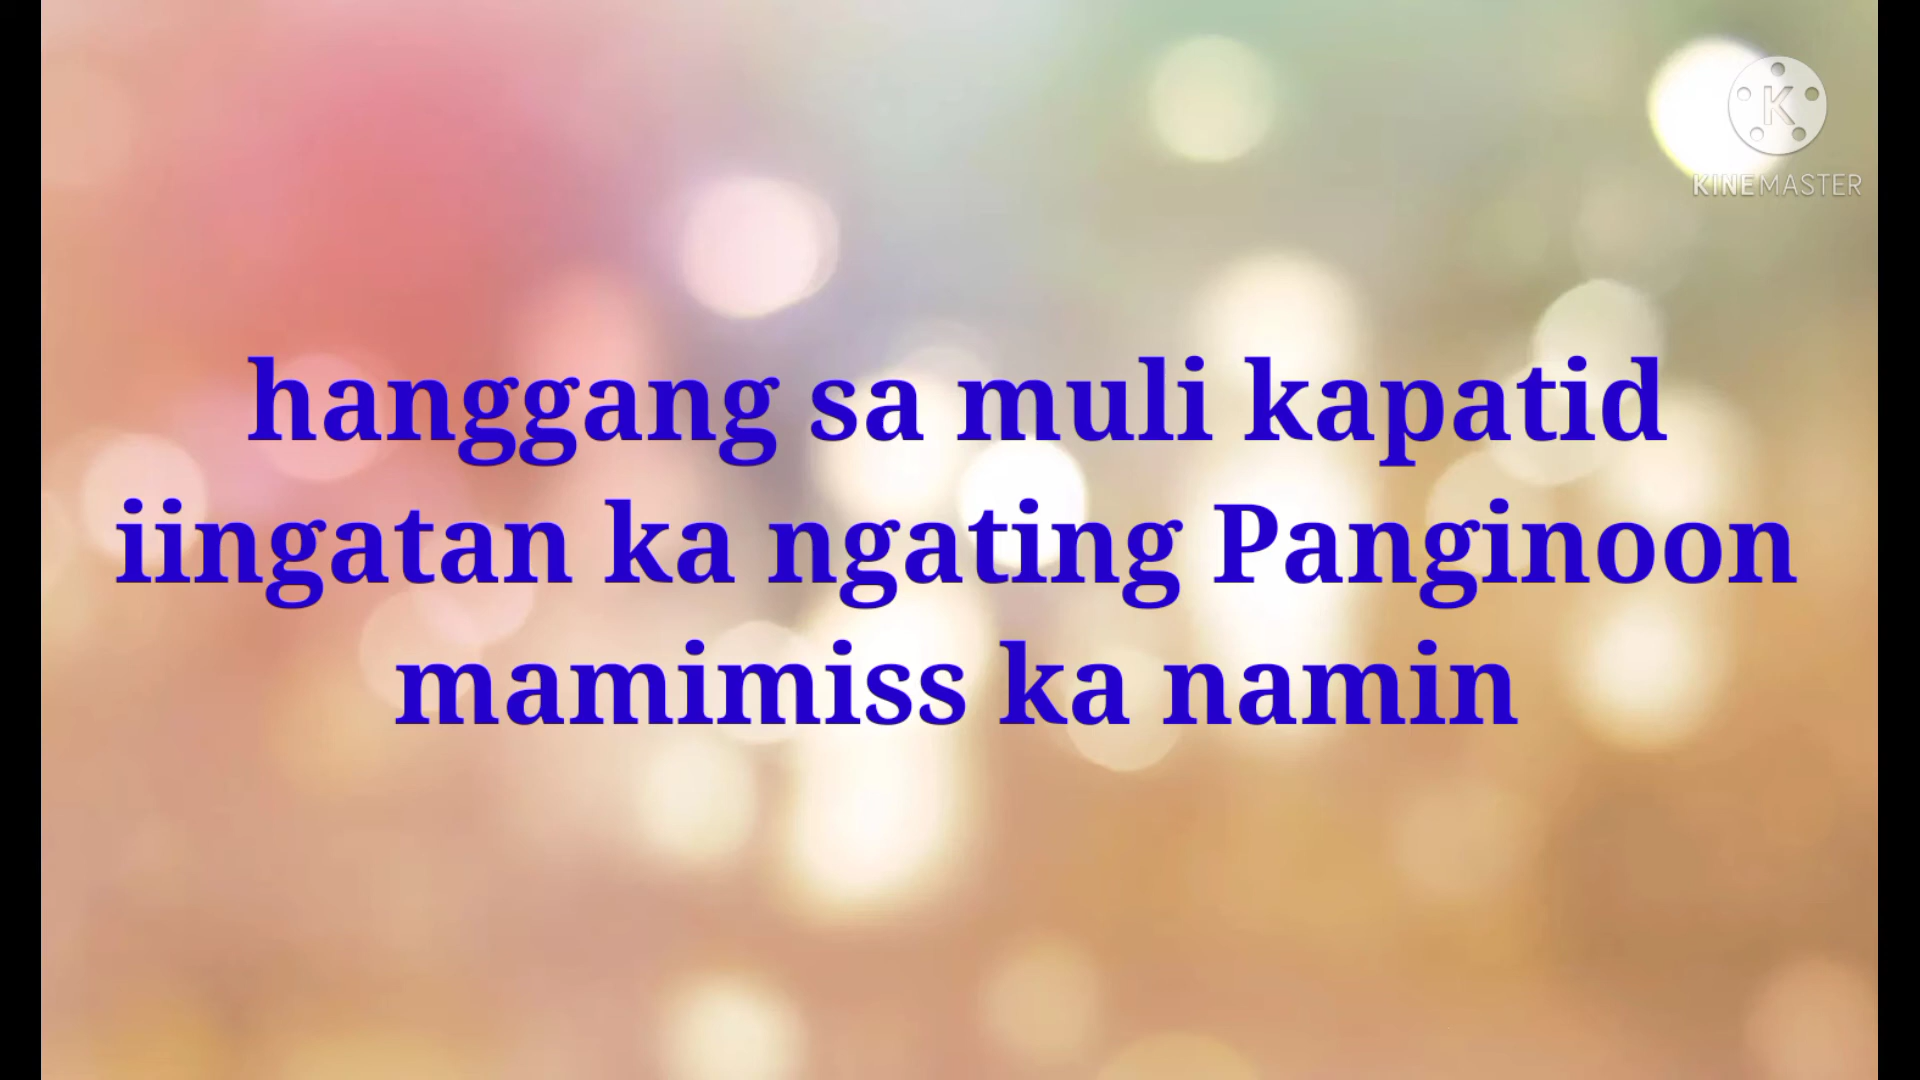 KINEMASTER
hanggang sa muli kapatid
iingatan ka ngating Panginoon
mamimiss ka namin